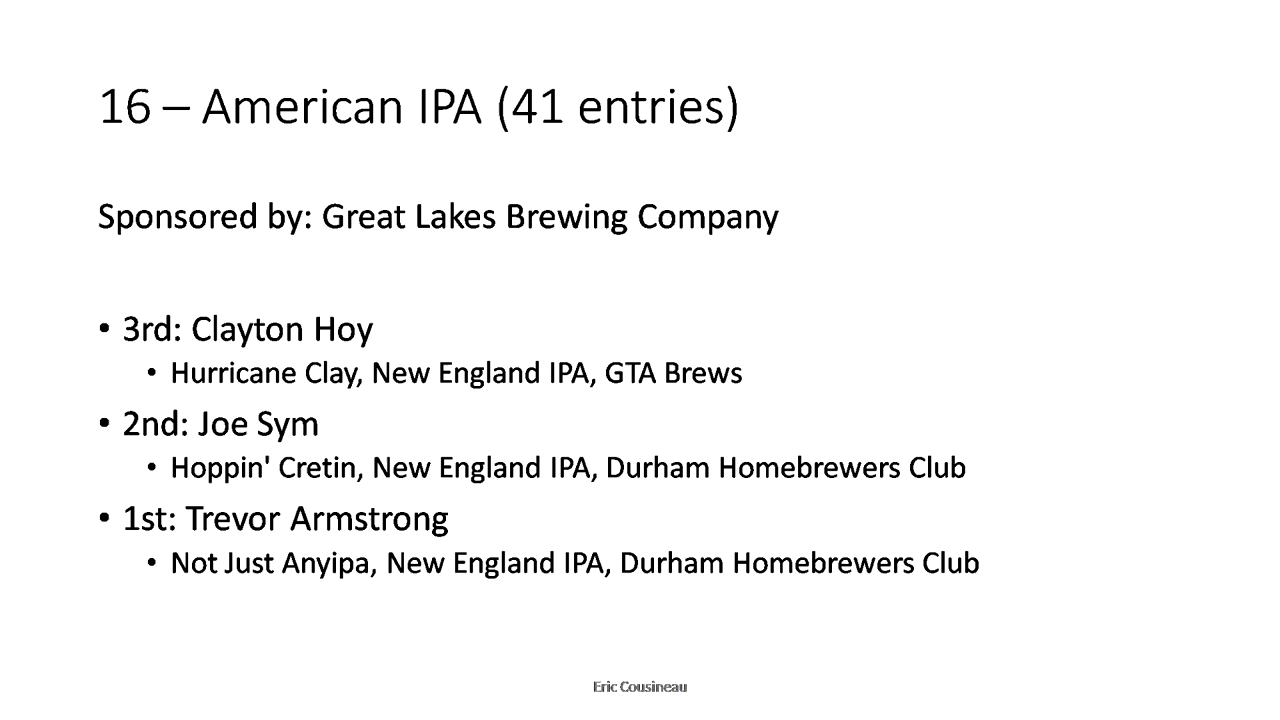 16 – American IPA (41 entries)
Sponsored by: Great Lakes Brewing Company
• 3rd: Clayton Hoy
• Hurricane Clay, New England IPA, GTA Brews
• 2nd: Joe Sym
• Hoppin' Cretin, New England IPA, Durham Homebrewers Club
• 1st: Trevor Armstrong
• Not Just Anyipa, New England IPA, Durham Homebrewers Club
Eric Cousineau